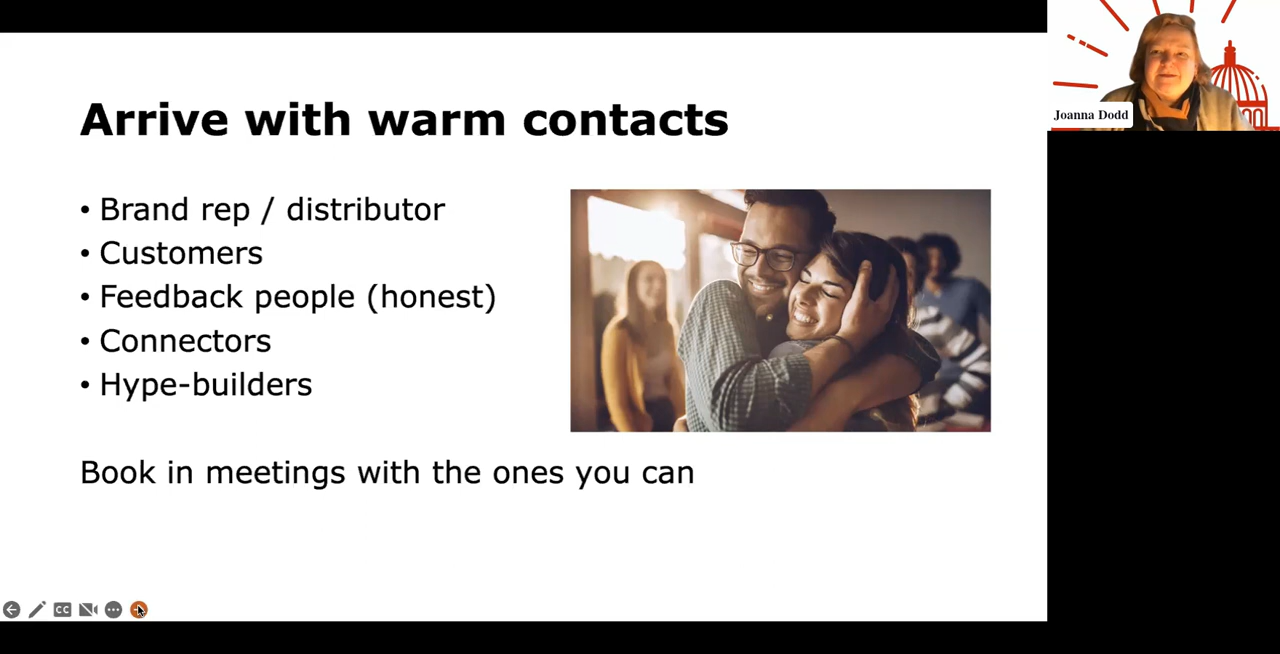 Arrive with warm contacts
• Brand rep / distributor
• Customers
• Feedback people (honest)
• Connectors
• Hype-builders
Book in meetings with the ones you can
Joanna Dodd
CC